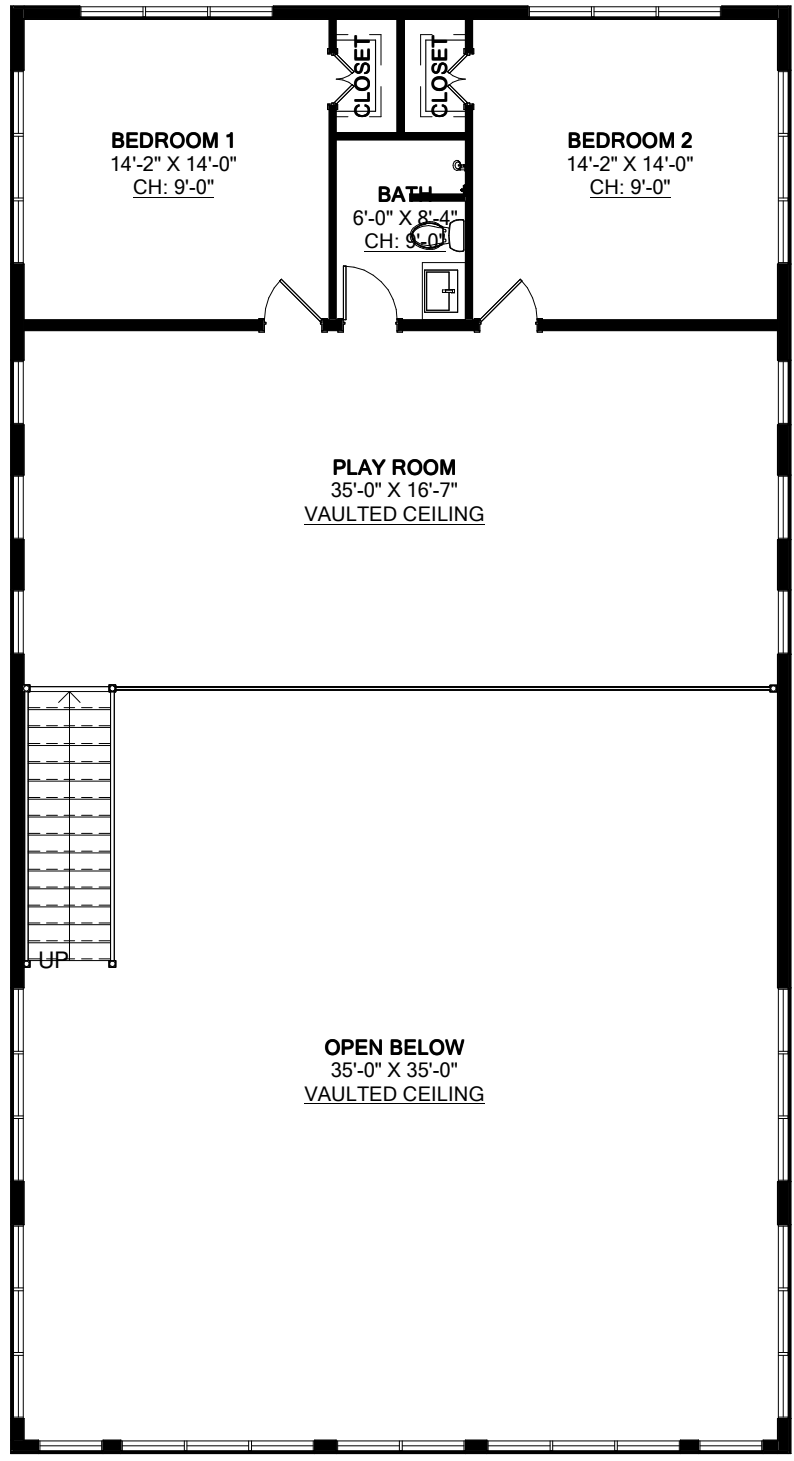 CLOSET
CLOSET
BEDROOM 1
14'-2" X 14'-0"
CH: 9'-0"
BEDROOM 2
14'-2" X 14'-0"
CH: 9'-0"
BATH
6'-0" X 8'-4"
CH: 9'-0"
PLAY ROOM
35'-0" X 16'-7"
VAULTED CEILING
UP
OPEN BELOW
35'-0" X 35'-0"
VAULTED CEILING